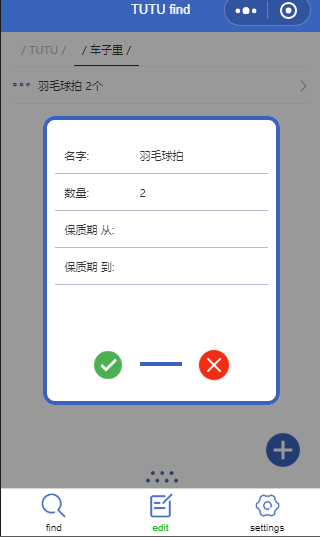 TUTU find
/ TUTU /
/ 车子里 /
羽毛球拍 2个
名字: 羽毛球拍
数量: 2
保质期 从:
保质期 到:
find
edit
settings